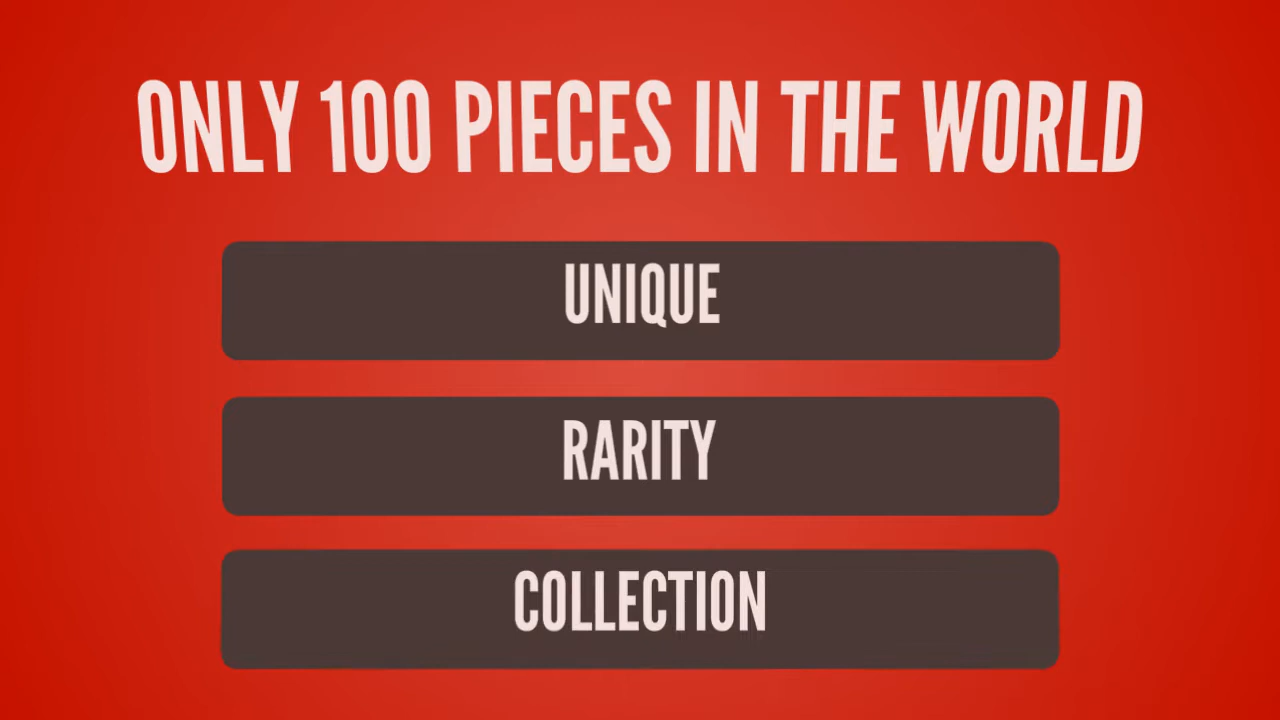 ONLY 100 PIECES IN THE WORLD
UNIQUE
RARITY
COLLECTION